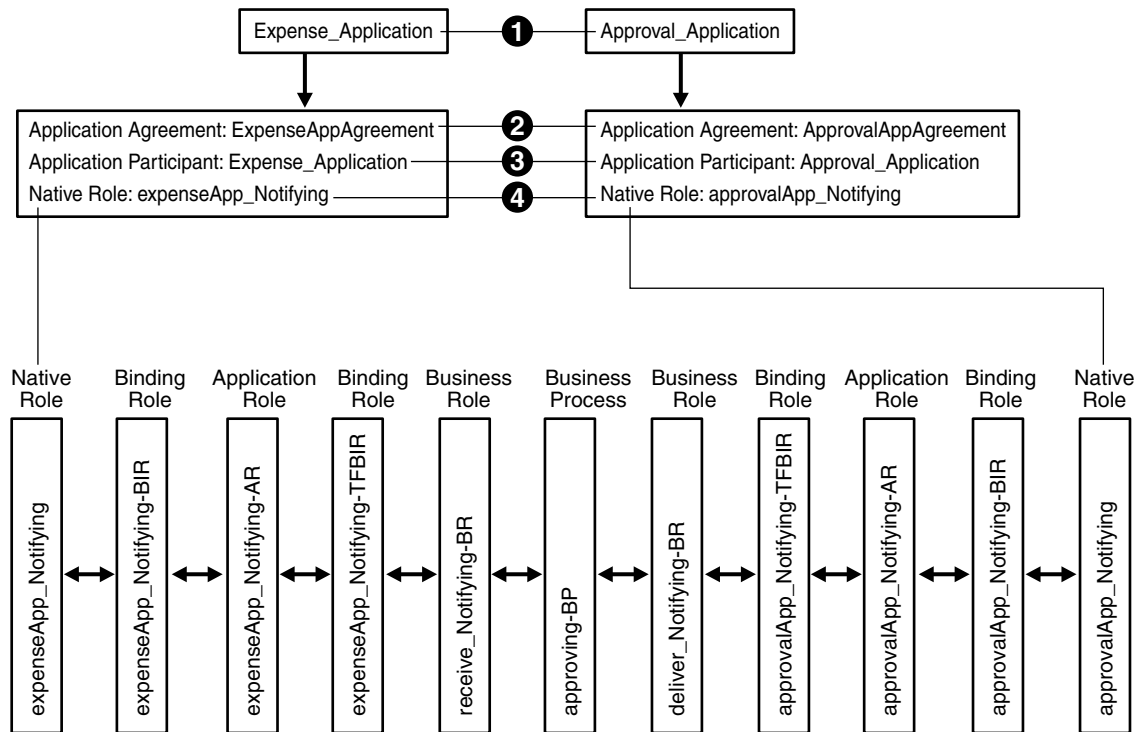 Expense_Application
1
Approval_Application
Application Agreement: ExpenseAppAgreement
2
Application Agreement: ApprovalAppAgreement
Application Participant: Expense_Application
3
Application Participant: Approval_Application
Native Role: expenseApp_Notifying
4
Native Role: approvalApp_Notifying
Native
Role
Binding
Role
Application
Role
Binding
Role
Business
Role
Business
Process
Business
Role
Binding
Role
Application
Role
Binding
Role
Native
Role
expenseApp_Notifying
expenseApp_Notifying-BIR
expenseApp_Notifying-AR
expenseApp_Notifying-TFBIR
receive_Notifying-BR
approving-BP
deliver_Notifying-BR
approvalApp_Notifying-TFBIR
approvalApp_Notifying-AR
approvalApp_Notifying-BIR
approvalApp_Notifying